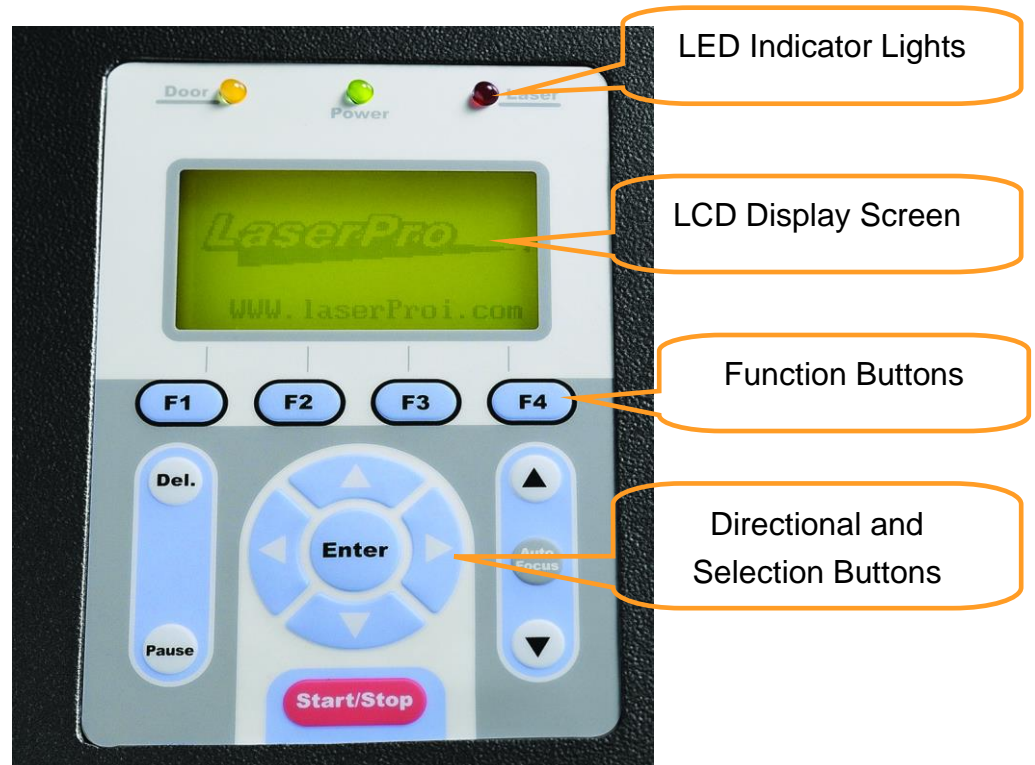 LED Indicator Lights
Door
Power
Laser
LCD Display Screen
LaserPro
WWW.laserProi.com
Function Buttons
F1
F2
F3
F4
Del.
Enter
Auto
Focus
Directional and
Selection Buttons
Pause
Start/Stop